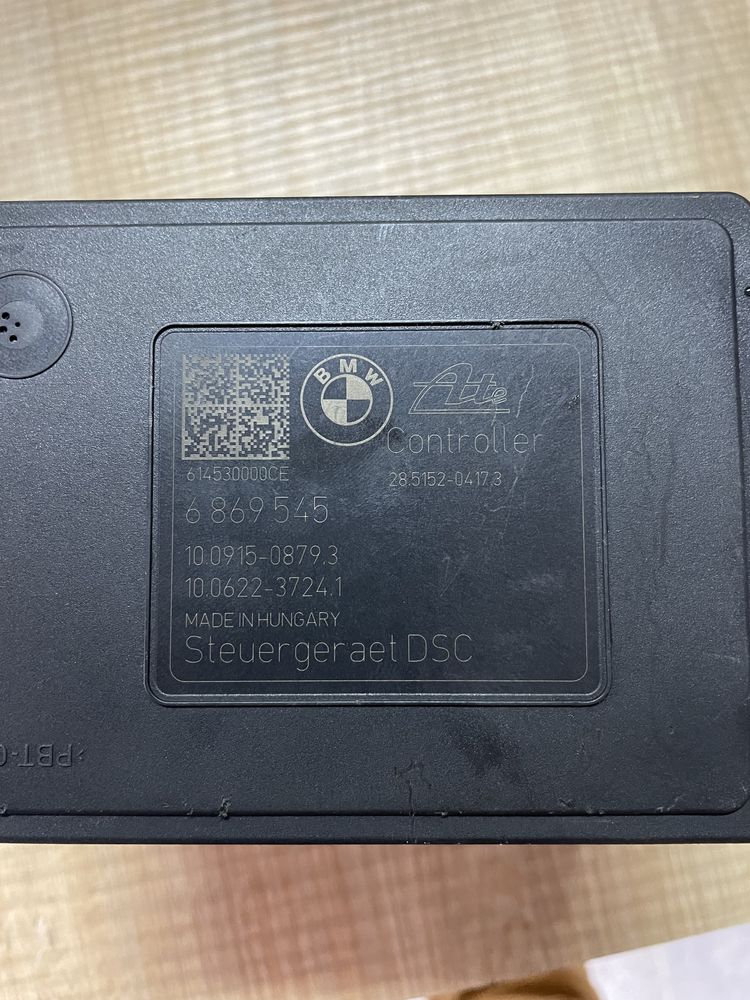 BMW
Ate
Controller
614530000CE
28.5152-0417.3
6 869 545
10.0915-0879.3
10.0622-3724.1
MADE IN HUNGARY
Steuergeraet DSC